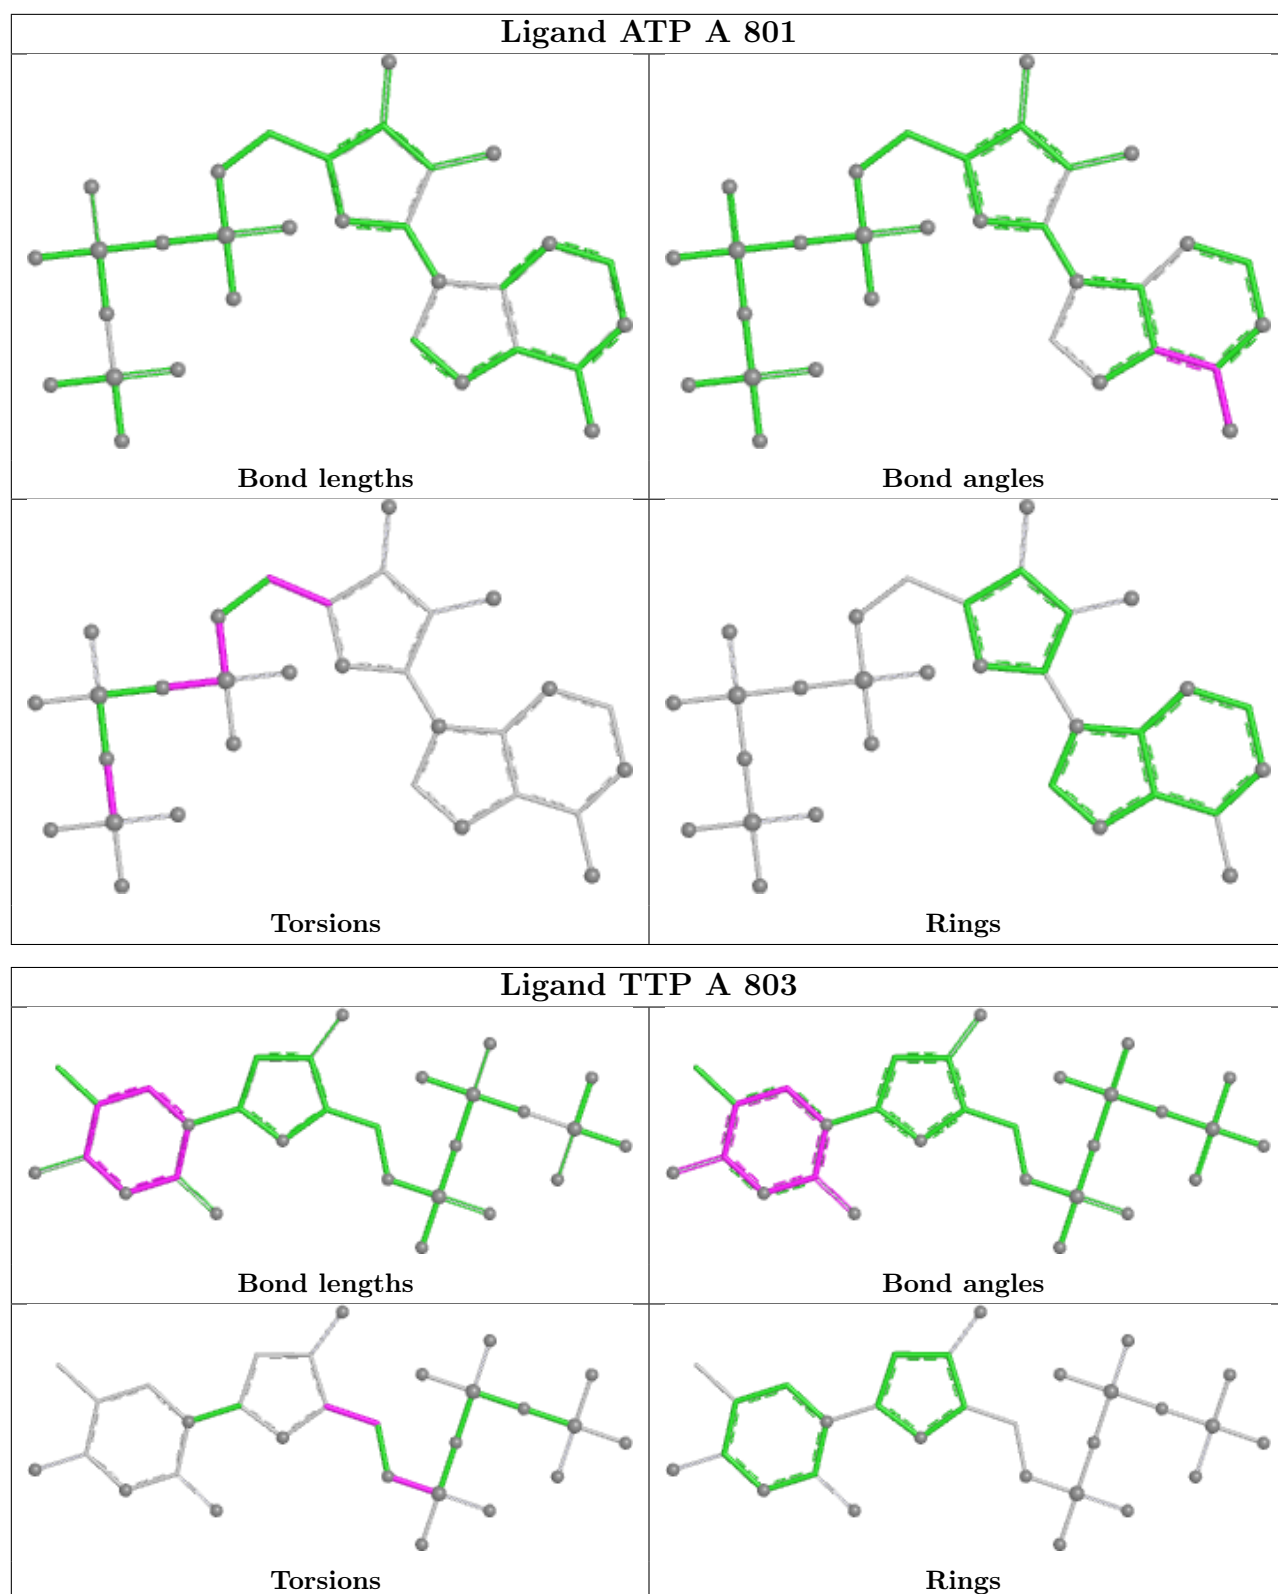 Ligand ATP A 801
Bond lengths
Bond angles
Torsions
Rings
Ligand TTP A 803
Bond lengths
Bond angles
Torsions
Rings